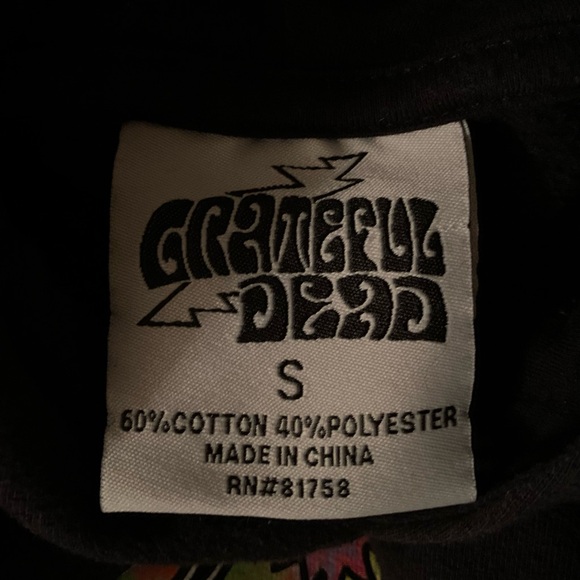 GRATEFUL
DEAD
S
60%COTTON 40%POLYESTER
MADE IN CHINA
RN#81758